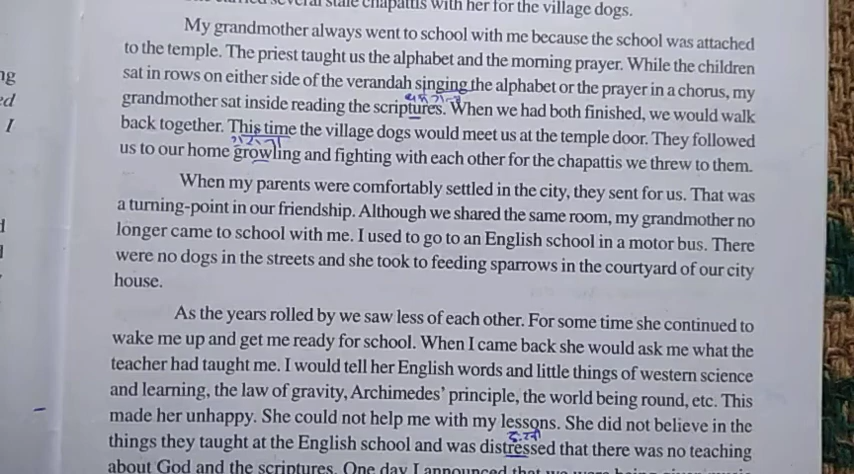 several stale chapattis with her for the village dogs.
My grandmother always went to school with me because the school was attached
to the temple. The priest taught us the alphabet and the morning prayer. While the children
sat in rows on either side of the verandah singing the alphabet or the prayer in a chorus, my
grandmother sat inside reading the scriptures. When we had both finished, we would walk
back together. This time the village dogs would meet us at the temple door. They followed
us to our home growling and fighting with each other for the chapattis we threw to them.
When my parents were comfortably settled in the city, they sent for us. That was
a turning-point in our friendship. Although we shared the same room, my grandmother no
longer came to school with me. I used to go to an English school in a motor bus. There
were no dogs in the streets and she took to feeding sparrows in the courtyard of our city
house.
As the years rolled by we saw less of each other. For some time she continued to
wake me up and get me ready for school. When I came back she would ask me what the
teacher had taught me. I would tell her English words and little things of western science
and learning, the law of gravity, Archimedes’ principle, the world being round, etc. This
made her unhappy. She could not help me with my lessons. She did not believe in the
things they taught at the English school and was distressed that there was no teaching
about God and the scriptures. One day I announced that we were being given music